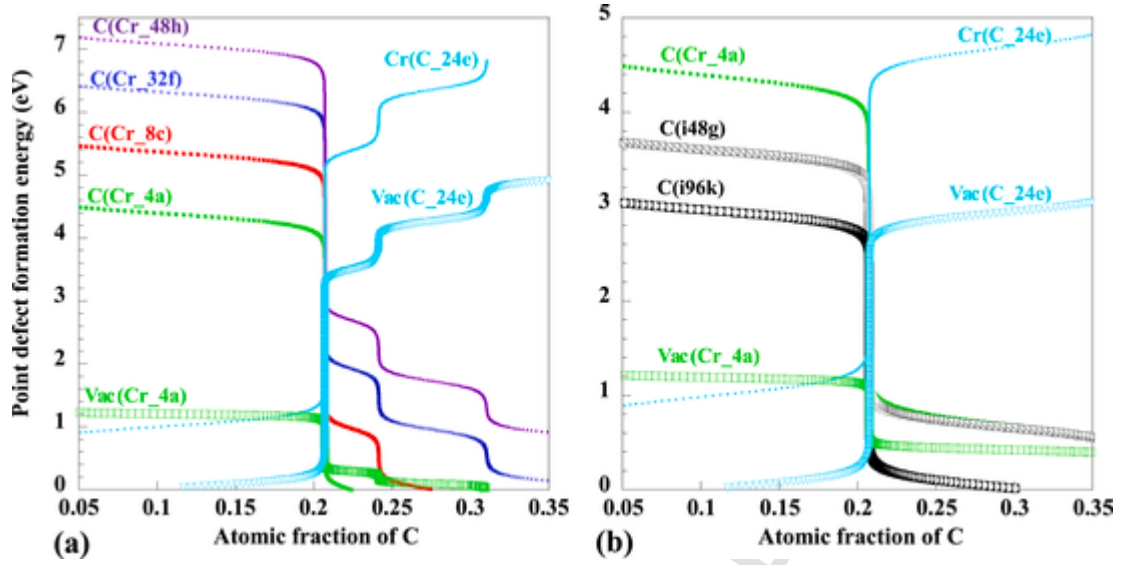 Point defect formation energy (eV)
7
6
5
4
3
2
1
0
C(Cr_48h)
C(Cr_32f)
C(Cr_8c)
C(Cr_4a)
Vac(Cr_4a)
Cr(C_24e)
Vac(C_24e)
0.05 0.1 0.15 0.2 0.25 0.3 0.35
Atomic fraction of C
(a)
5
4
3
2
1
0
C(Cr_4a)
C(i48g)
C(i96k)
Vac(Cr_4a)
Cr(C_24e)
Vac(C_24e)
0.05 0.1 0.15 0.2 0.25 0.3 0.35
Atomic fraction of C
(b)